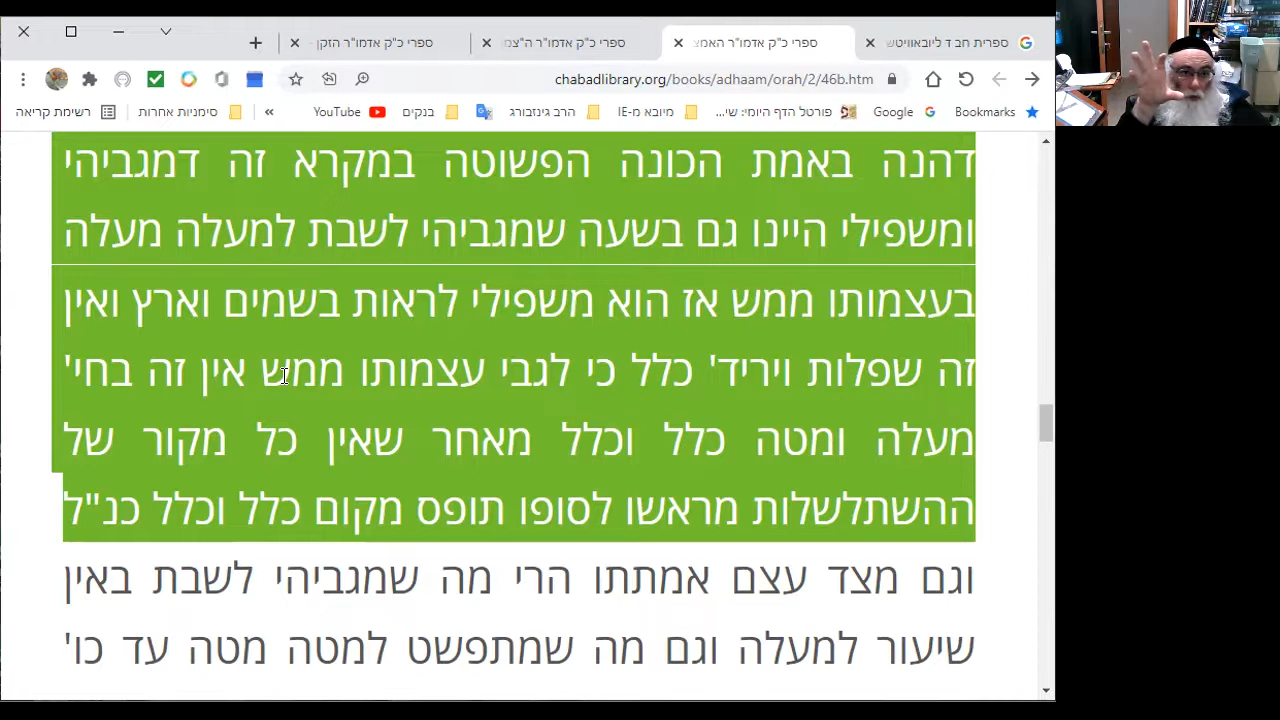 ספרי כ"ק אדמו"ר הזקן
ספרי כ"ק אדמו"ר ה"צמ
ספרי כ"ק אדמו"ר האמצ
ספרית חב ד ליובאוויטש
chabadlibrary.org/books/adhaam/orah/2/46b.htm
רשימת קריאה
סימניות אחרות
«
YouTube
בנקים
הרב גינזבורג
מיובא מ-IE
פורטל הדף היומי: שי...
Google
Bookmarks
דהנה באמת הכונה הפשוטה במקרא זה דמגביהי
ומשפילי היינו גם בשעה שמגביהי לשבת למעלה מעלה
בעצמותו ממש אז הוא משפילי לראות בשמים וארץ ואין
זה שפלות ויריד' כלל כי לגבי עצמותו ממש אין זה בחי'
מעלה ומטה כלל וכלל מאחר שאין כל מקור של
ההשתלשלות מראשו לסופו תופס מקום כלל וכלל כנ"ל
וגם מצד עצם אמתתו הרי מה שמגביהי לשבת באין
שיעור למעלה וגם מה שמתפשט למטה מטה עד כו'